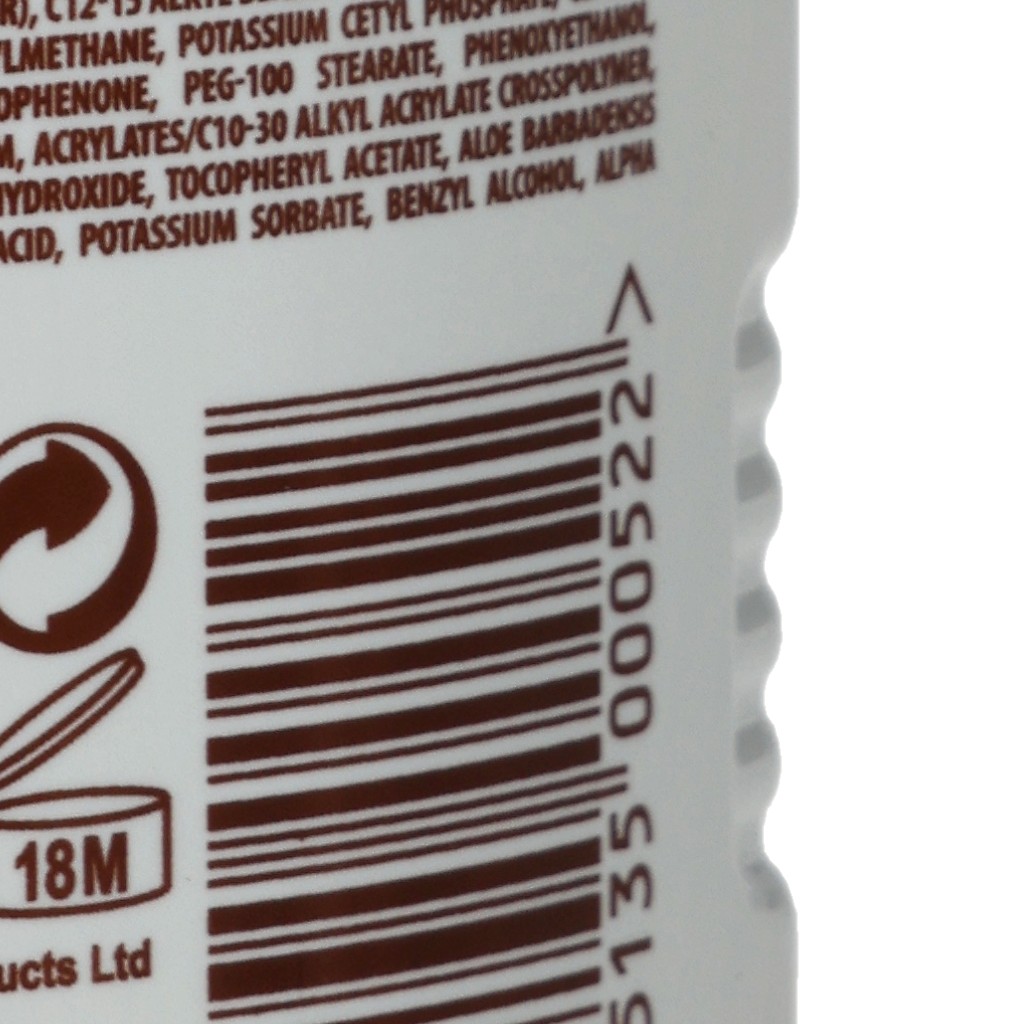 POTASSIUM CETYL PHOSPHATE,
PEG-100 STEARATE, PHENOXYETHANOL,
ACRYLATES/C10-30 ALKYL ACRYLATE CROSSPOLYMER,
TOCOPHERYL ACETATE, ALOE BARBADENSIS
ACID, POTASSIUM SORBATE, BENZYL ALCOHOL, ALPHA
18M
Ltd
5135 000522 >